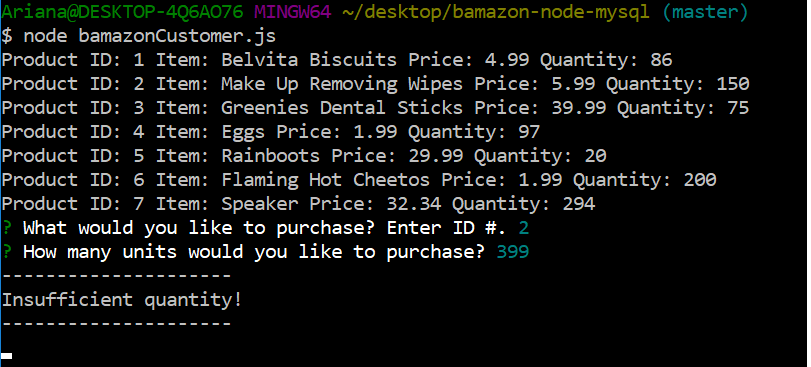 Ariana@DESKTOP-4Q6AO76 MINGW64 ~/desktop/bamazon-node-mysql (master)
$ node bamazonCustomer.js
Product ID: 1 Item: Belvita Biscuits Price: 4.99 Quantity: 86
Product ID: 2 Item: Make Up Removing Wipes Price: 5.99 Quantity: 150
Product ID: 3 Item: Greenies Dental Sticks Price: 39.99 Quantity: 75
Product ID: 4 Item: Eggs Price: 1.99 Quantity: 97
Product ID: 5 Item: Rainboots Price: 29.99 Quantity: 20
Product ID: 6 Item: Flaming Hot Cheetos Price: 1.99 Quantity: 200
Product ID: 7 Item: Speaker Price: 32.34 Quantity: 294
? What would you like to purchase? Enter ID #. 2
? How many units would you like to purchase? 399
---------------------
Insufficient quantity!
---------------------